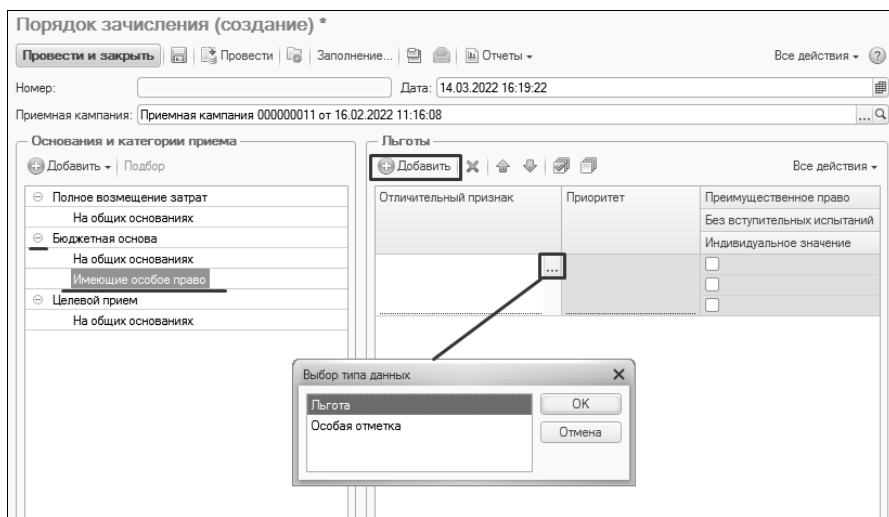 Порядок зачисления (создание) *
Провести и закрыть Провести Заполнение... Отчеты Все действия ?
Номер: Дата: 14.03.2022 16:19:22
Приемная кампания: Приемная кампания 000000011 от 16.02.2022 11:16:08 ...
Основания и категории приема
Добавить Подбор
Полное возмещение затрат
На общих основаниях
Бюджетная основа
На общих основаниях
Имеющие особое право
Целевой прием
На общих основаниях
Льготы
Добавить Все действия
Отличительный признак Приоритет Преимущественное право
Без вступительных испытаний
Индивидуальное значение
...
Выбор типа данных
Льгота
Особая отметка
OK
Отмена